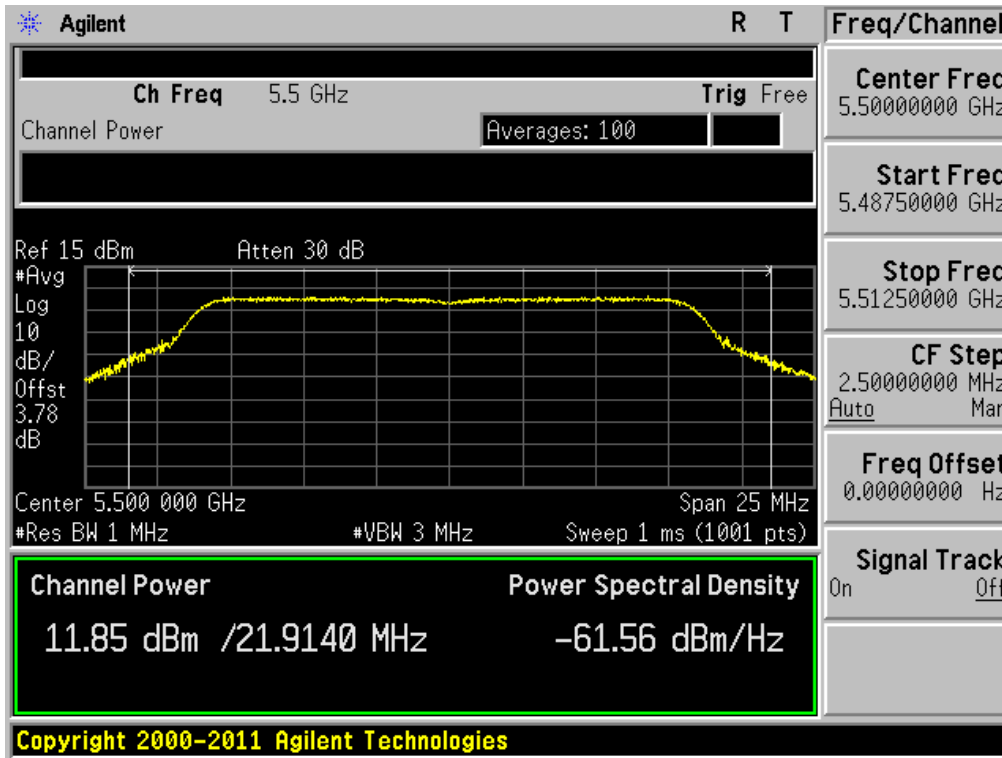 Agilent R T
Freq/Channel
Ch Freq 5.5 GHz Trig Free
Channel Power Averages: 100
Ref 15 dBm Atten 30 dB
#Avg
Log
10
dB/
Offst
3.78
dB
Center 5.500 000 GHz Span 25 MHz
#Res BW 1 MHz #VBW 3 MHz Sweep 1 ms (1001 pts)
Channel Power Power Spectral Density
11.85 dBm /21.9140 MHz -61.56 dBm/Hz
Copyright 2000-2011 Agilent Technologies
Center Freq
5.50000000 GHz
Start Freq
5.48750000 GHz
Stop Freq
5.51250000 GHz
CF Step
2.50000000 MHz
Auto Man
Freq Offset
0.00000000 Hz
Signal Track
On Off